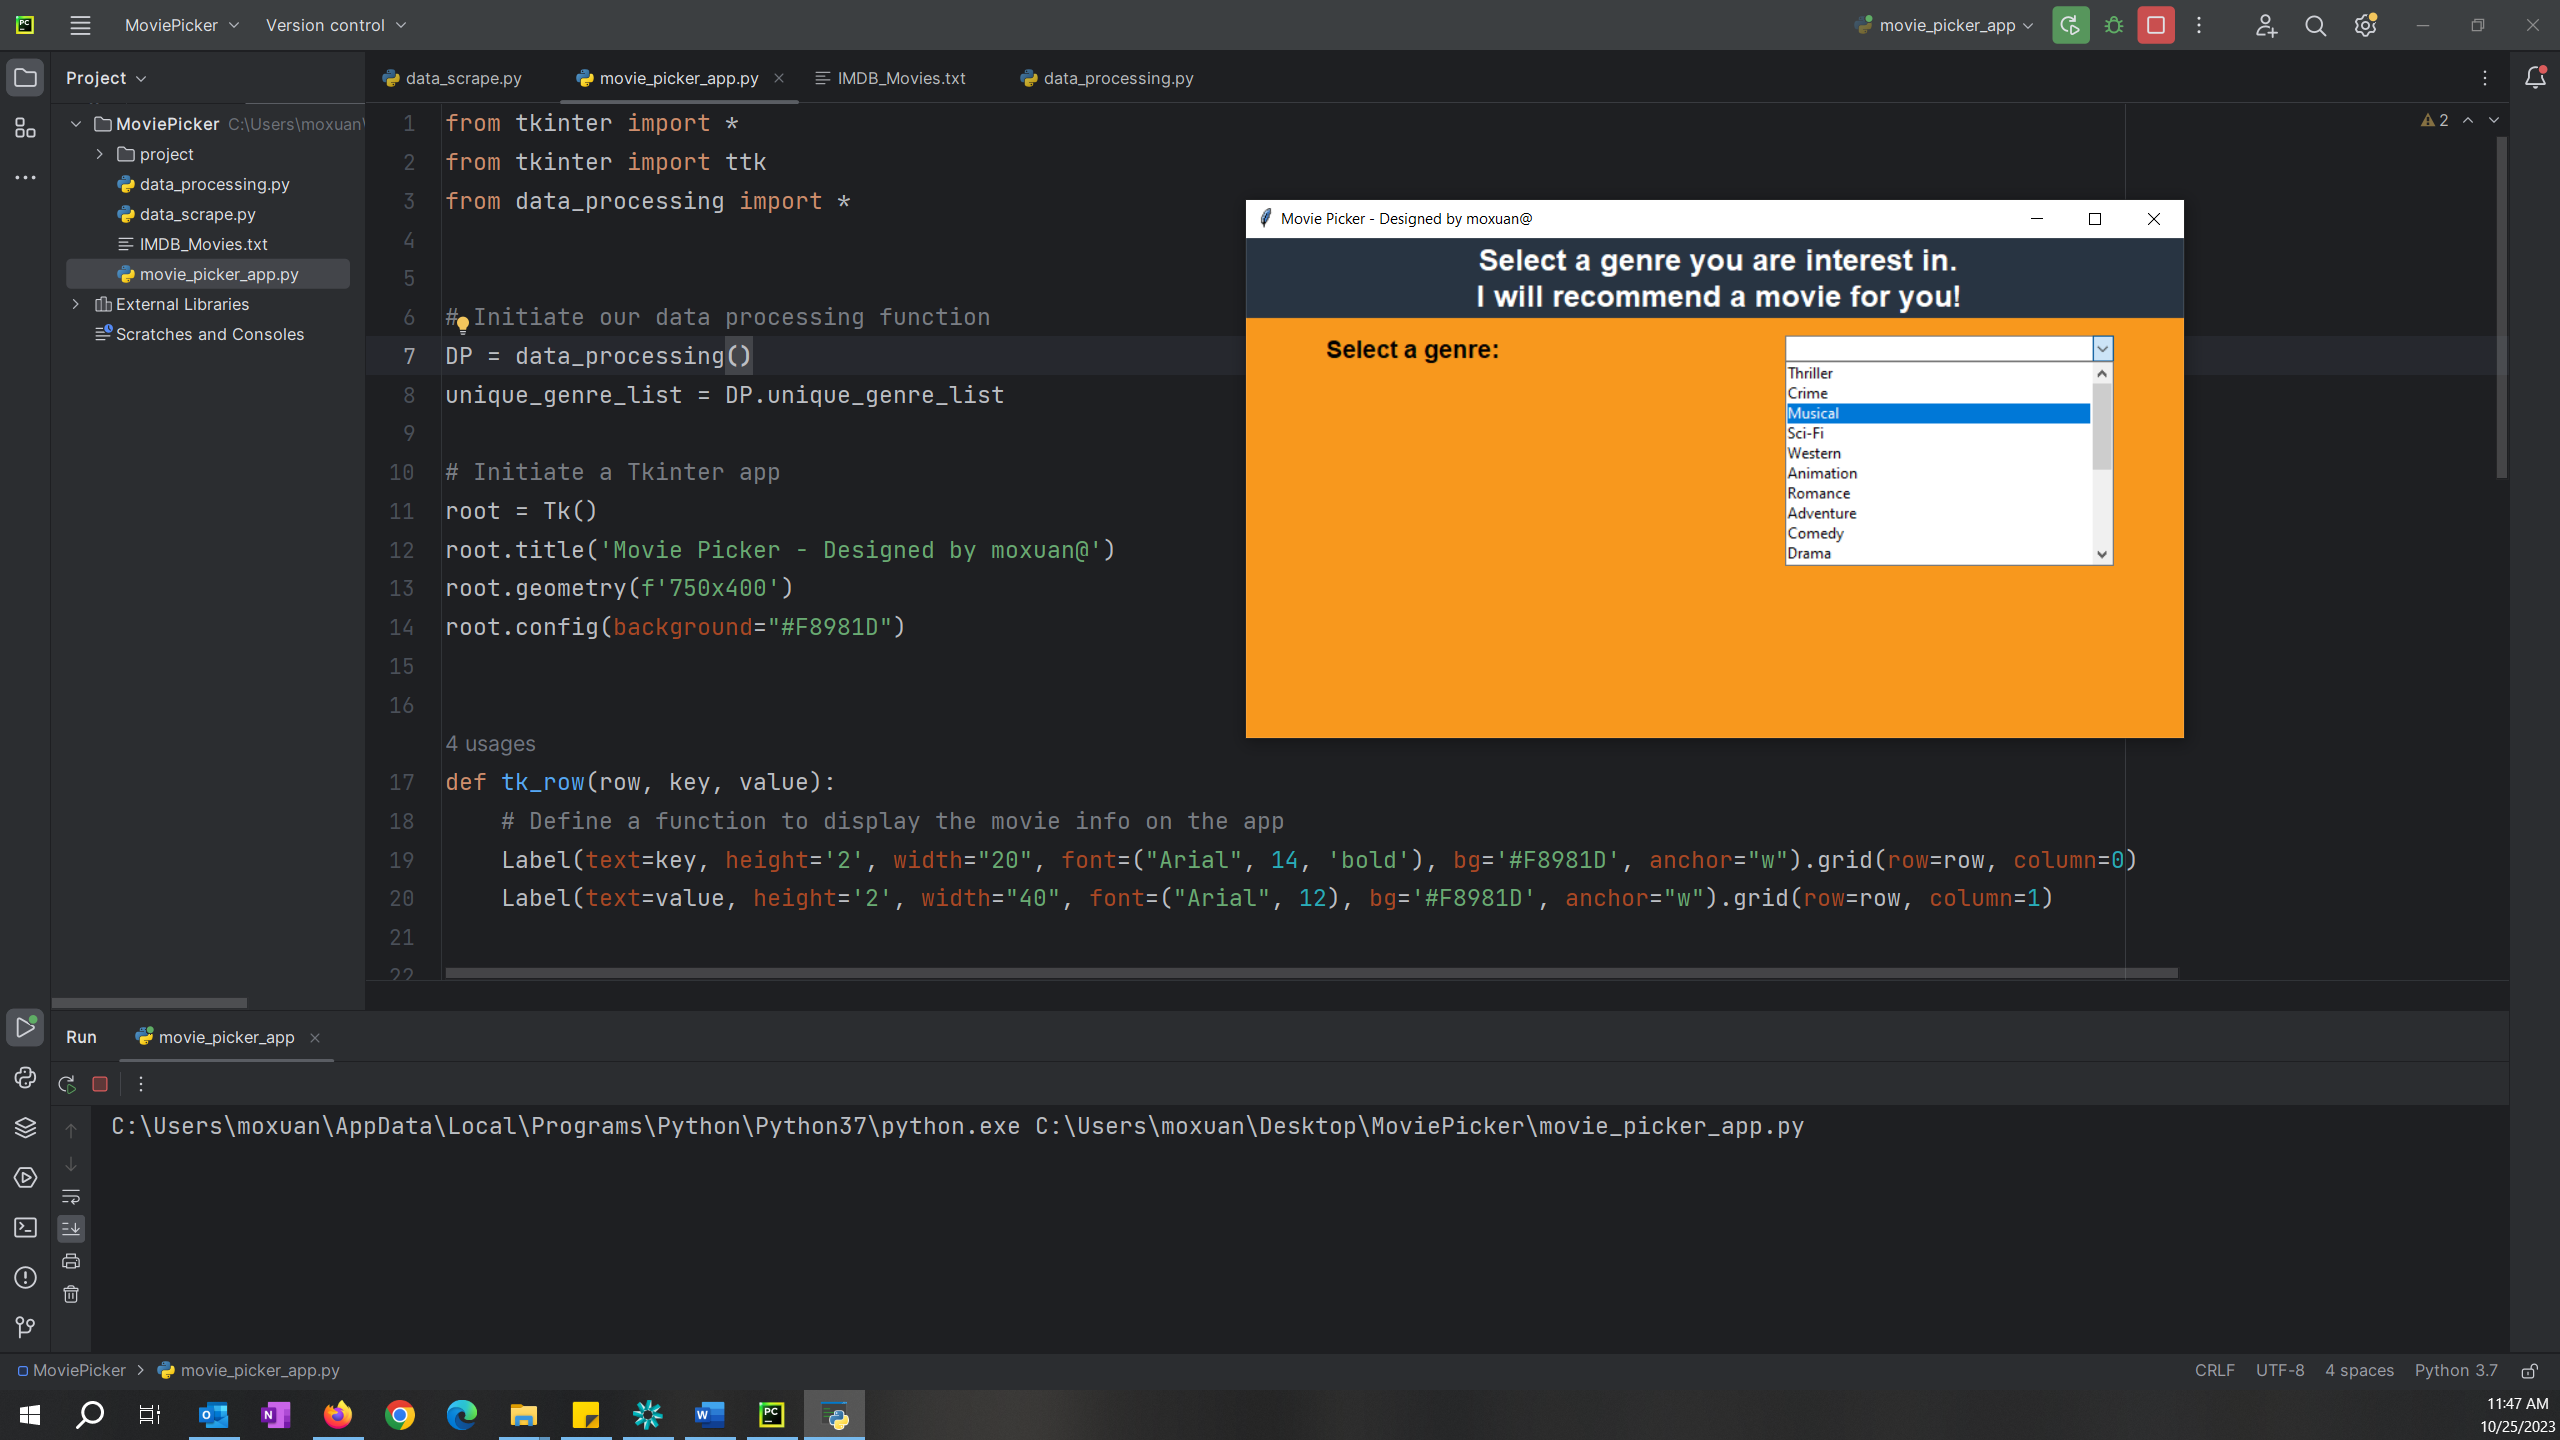 MoviePicker
Version control
movie_picker_app
Project
data_scrape.py
movie_picker_app.py
IMDB_Movies.txt
data_processing.py
MoviePicker C:\Users\moxuan\
project
data_processing.py
data_scrape.py
IMDB_Movies.txt
movie_picker_app.py
External Libraries
Scratches and Consoles
2
1 from tkinter import *
2 from tkinter import ttk
3 from data_processing import *
4
5
6 # Initiate our data processing function
7 DP = data_processing()
8 unique_genre_list = DP.unique_genre_list
9
10 # Initiate a Tkinter app
11 root = Tk()
12 root.title('Movie Picker - Designed by moxuan@')
13 root.geometry(f'750x400')
14 root.config(background="#F8981D")
15
16
4 usages
17 def tk_row(row, key, value):
18 # Define a function to display the movie info on the app
19 Label(text=key, height='2', width="20", font=("Arial", 14, 'bold'), bg='#F8981D', anchor="w").grid(row=row, column=0)
20 Label(text=value, height='2', width="40", font=("Arial", 12), bg='#F8981D', anchor="w").grid(row=row, column=1)
21
22
Movie Picker - Designed by moxuan@
Select a genre you are interest in.
I will recommend a movie for you!
Select a genre:
Thriller
Crime
Musical
Sci-Fi
Western
Animation
Romance
Adventure
Comedy
Drama
Run
movie_picker_app
C:\Users\moxuan\AppData\Local\Programs\Python\Python37\python.exe C:\Users\moxuan\Desktop\MoviePicker\movie_picker_app.py
MoviePicker
movie_picker_app.py
CRLF
UTF-8
4 spaces
Python 3.7
11:47 AM
10/25/2023